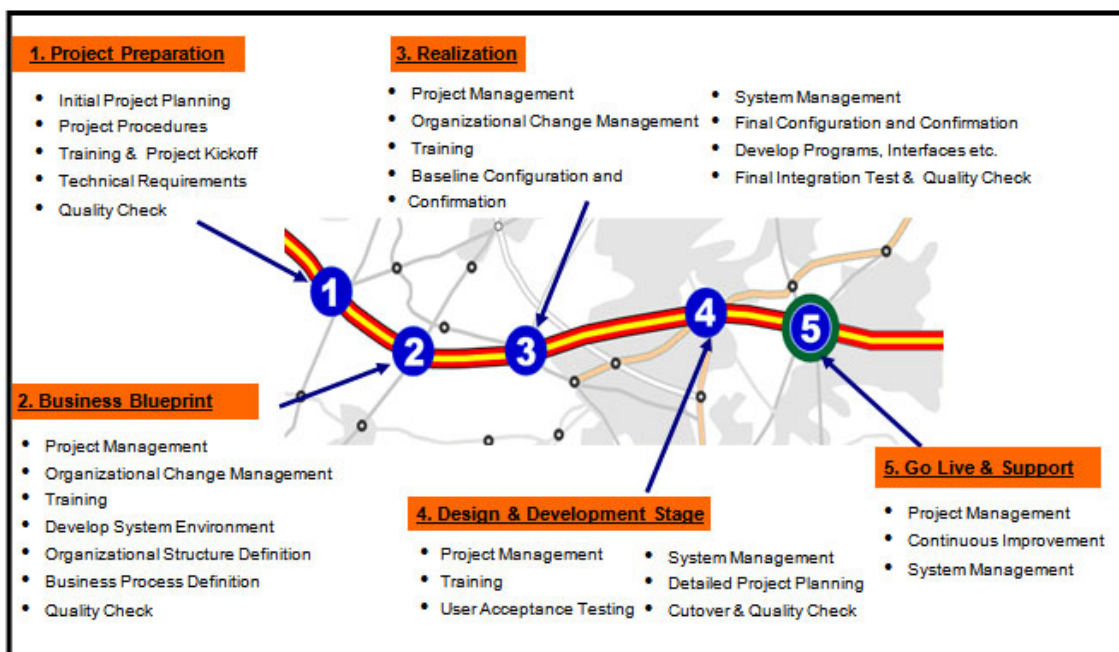 1. Project Preparation
• Initial Project Planning
• Project Procedures
• Training & Project Kickoff
• Technical Requirements
• Quality Check
3. Realization
• Project Management
• Organizational Change Management
• Training
• Baseline Configuration and
• Confirmation
• System Management
• Final Configuration and Confirmation
• Develop Programs, Interfaces etc.
• Final Integration Test & Quality Check
1
2
3
4
5
2. Business Blueprint
• Project Management
• Organizational Change Management
• Training
• Develop System Environment
• Organizational Structure Definition
• Business Process Definition
• Quality Check
4. Design & Development Stage
• Project Management
• Training
• User Acceptance Testing
• System Management
• Detailed Project Planning
• Cutover & Quality Check
5. Go Live & Support
• Project Management
• Continuous Improvement
• System Management